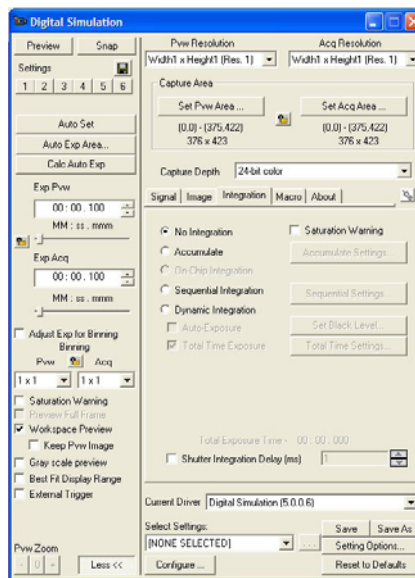 Digital Simulation
Preview Snap
Settings
1 2 3 4 5 6
Auto Set
Auto Exp Area...
Calc Auto Exp
Exp Pvw
00 : 00 . 100
MM : ss . mmm
Exp Acq
00 : 00 . 100
MM : ss . mmm
Adjust Exp for Binning
Binning
Pvw Acq
1 x 1 1 x 1
Saturation Warning
Preview Full Frame
Workspace Preview
Keep Pvw Image
Gray scale preview
Best Fit Display Range
External Trigger
Pvw Zoom
- 0 + Less <<
Pvw Resolution Acq Resolution
Width1 x Height1 (Res. 1) Width1 x Height1 (Res. 1)
Capture Area
Set Pvw Area ... Set Acq Area ...
(0,0) - (375,422) (0,0) - (375,422)
376 x 423 376 x 423
Capture Depth 24-bit color
Signal Image Integration Macro About
No Integration Saturation Warning
Accumulate Accumulate Settings...
On Chip Integration
Sequential Integration Sequential Settings...
Dynamic Integration
Auto-Exposure Set Black Level...
Total Time Exposure Total Time Settings...
Total Exposure Time - 00 : 00 . 000
Shutter Integration Delay (ms) 1
Current Driver Digital Simulation (5.0.0.6)
Select Settings: Save Save As
[NONE SELECTED] ... Setting Options...
Configure ... Reset to Defaults